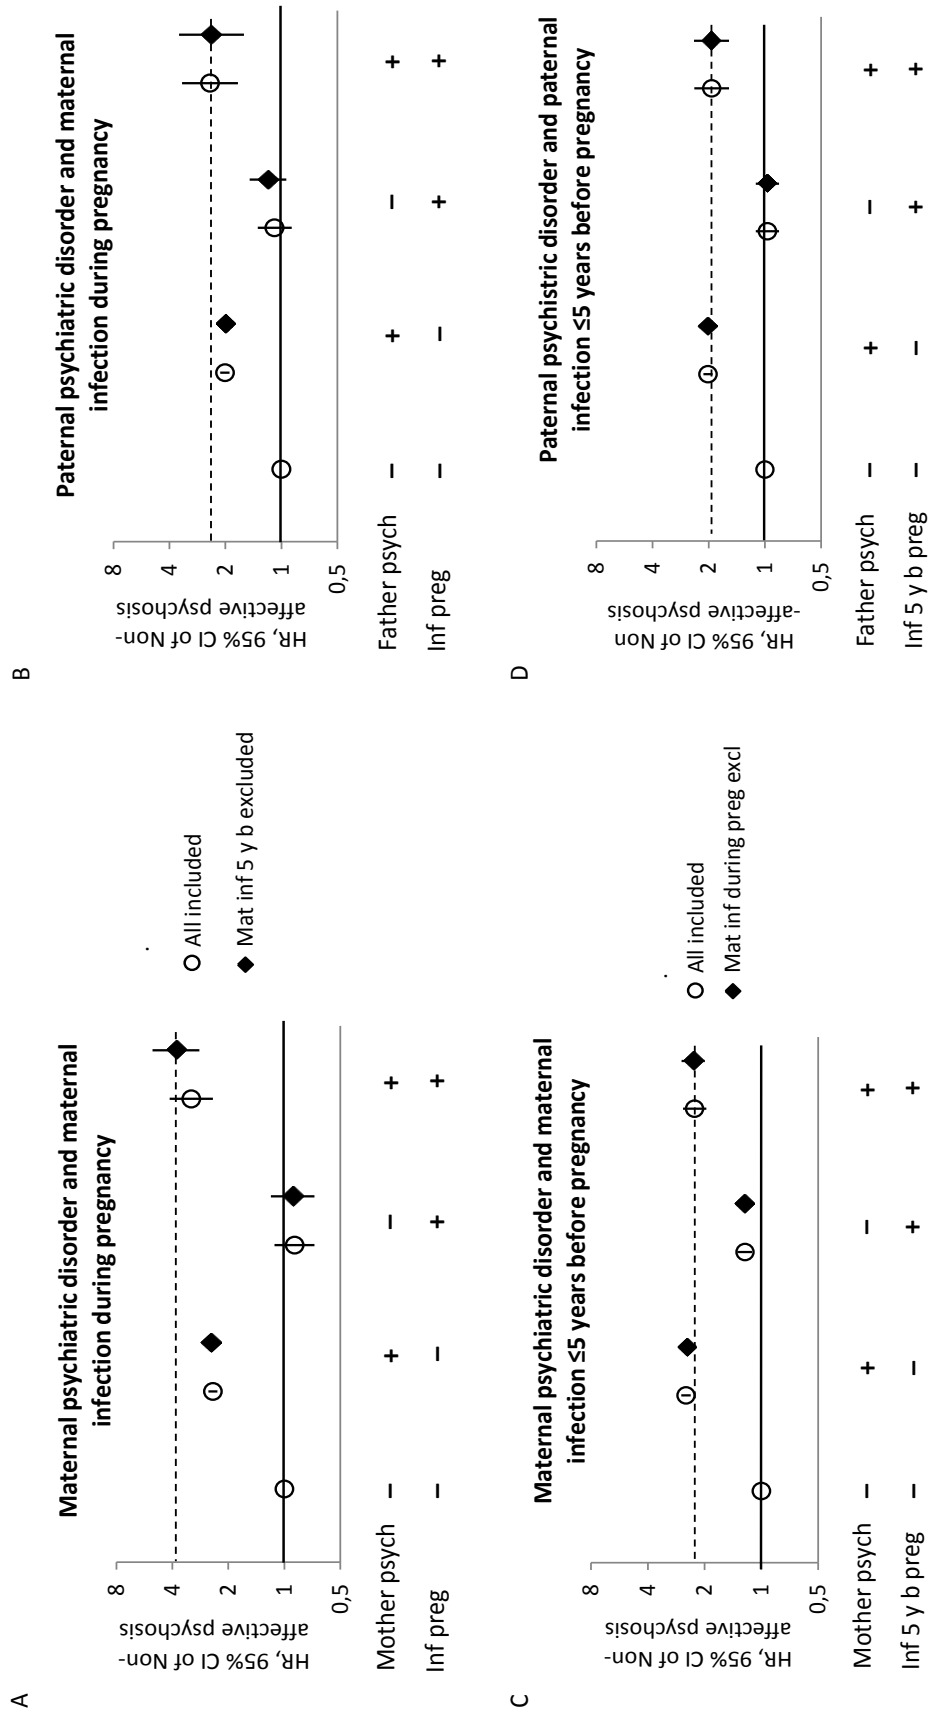 A
Maternal psychiatric disorder and maternal
infection during pregnancy
HR, 95% CI of Non-
affective psychosis
8
4
2
1
0,5
Mother psych − + − +
Inf preg − − + +
All included
Mat inf 5 y b excluded
B
Paternal psychiatric disorder and maternal
infection during pregnancy
HR, 95% CI of Non-
affective psychosis
8
4
2
1
0,5
Father psych − + − +
Inf preg − − + +
C
Maternal psychiatric disorder and maternal
infection ≤5 years before pregnancy
HR, 95% CI of Non-
affective psychosis
8
4
2
1
0,5
Mother psych − + − +
Inf 5 y b preg − − + +
All included
Mat inf during preg excl
D
Paternal psychistric disorder and paternal
infection ≤5 years before pregnancy
HR, 95% CI of Non
-affective psychosis
8
4
2
1
0,5
Father psych − + − +
Inf 5 y b preg − − + +